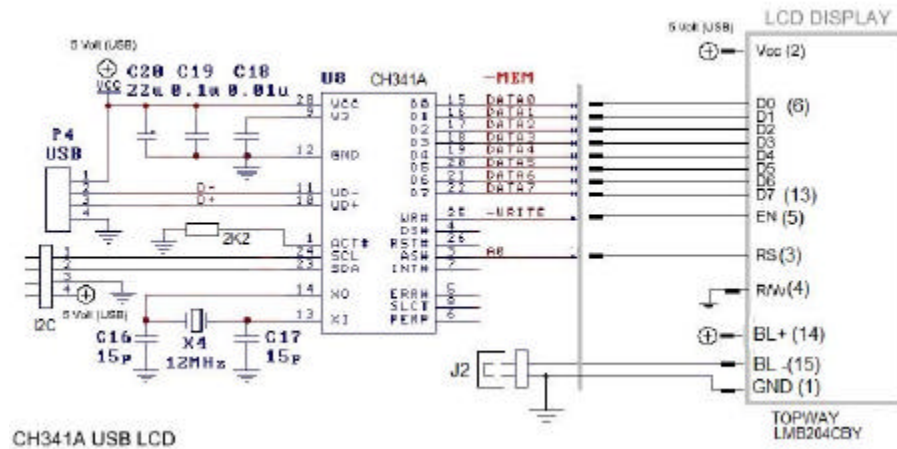 LCD DISPLAY
5 Volt (USB)
5 Volt (USB)
VCC
C20 C19 C18
22u 0.1u 0.01u
U8 CH341A
-MEM
Vcc (2)
P4
USB
1
2
3
4
D-
D+
28 VCC
9 V3
12 GND
11 UD-
10 UD+
1 ACT#
24 SCL
23 SDA
14 XO
13 XI
D0 15 DATA0
D1 16 DATA1
D2 17 DATA2
D3 18 DATA3
D4 19 DATA4
D5 20 DATA5
D6 21 DATA6
D7 22 DATA7
WR# 25 -WRITE
DS# 4
RST# 26
AS# 3 A0
INT# 7
ERR# 5
SLCT 8
PEMP 6
D0 (6)
D1
D2
D3
D4
D5
D6
D7 (13)
EN (5)
RS (3)
R/W (4)
BL+ (14)
BL - (15)
GND (1)
2K2
1
2
3
4
I2C
5 Volt (USB)
C16
15p
X4
12MHz
C17
15p
J2
TOPWAY
LMB204CBY
CH341A USB LCD